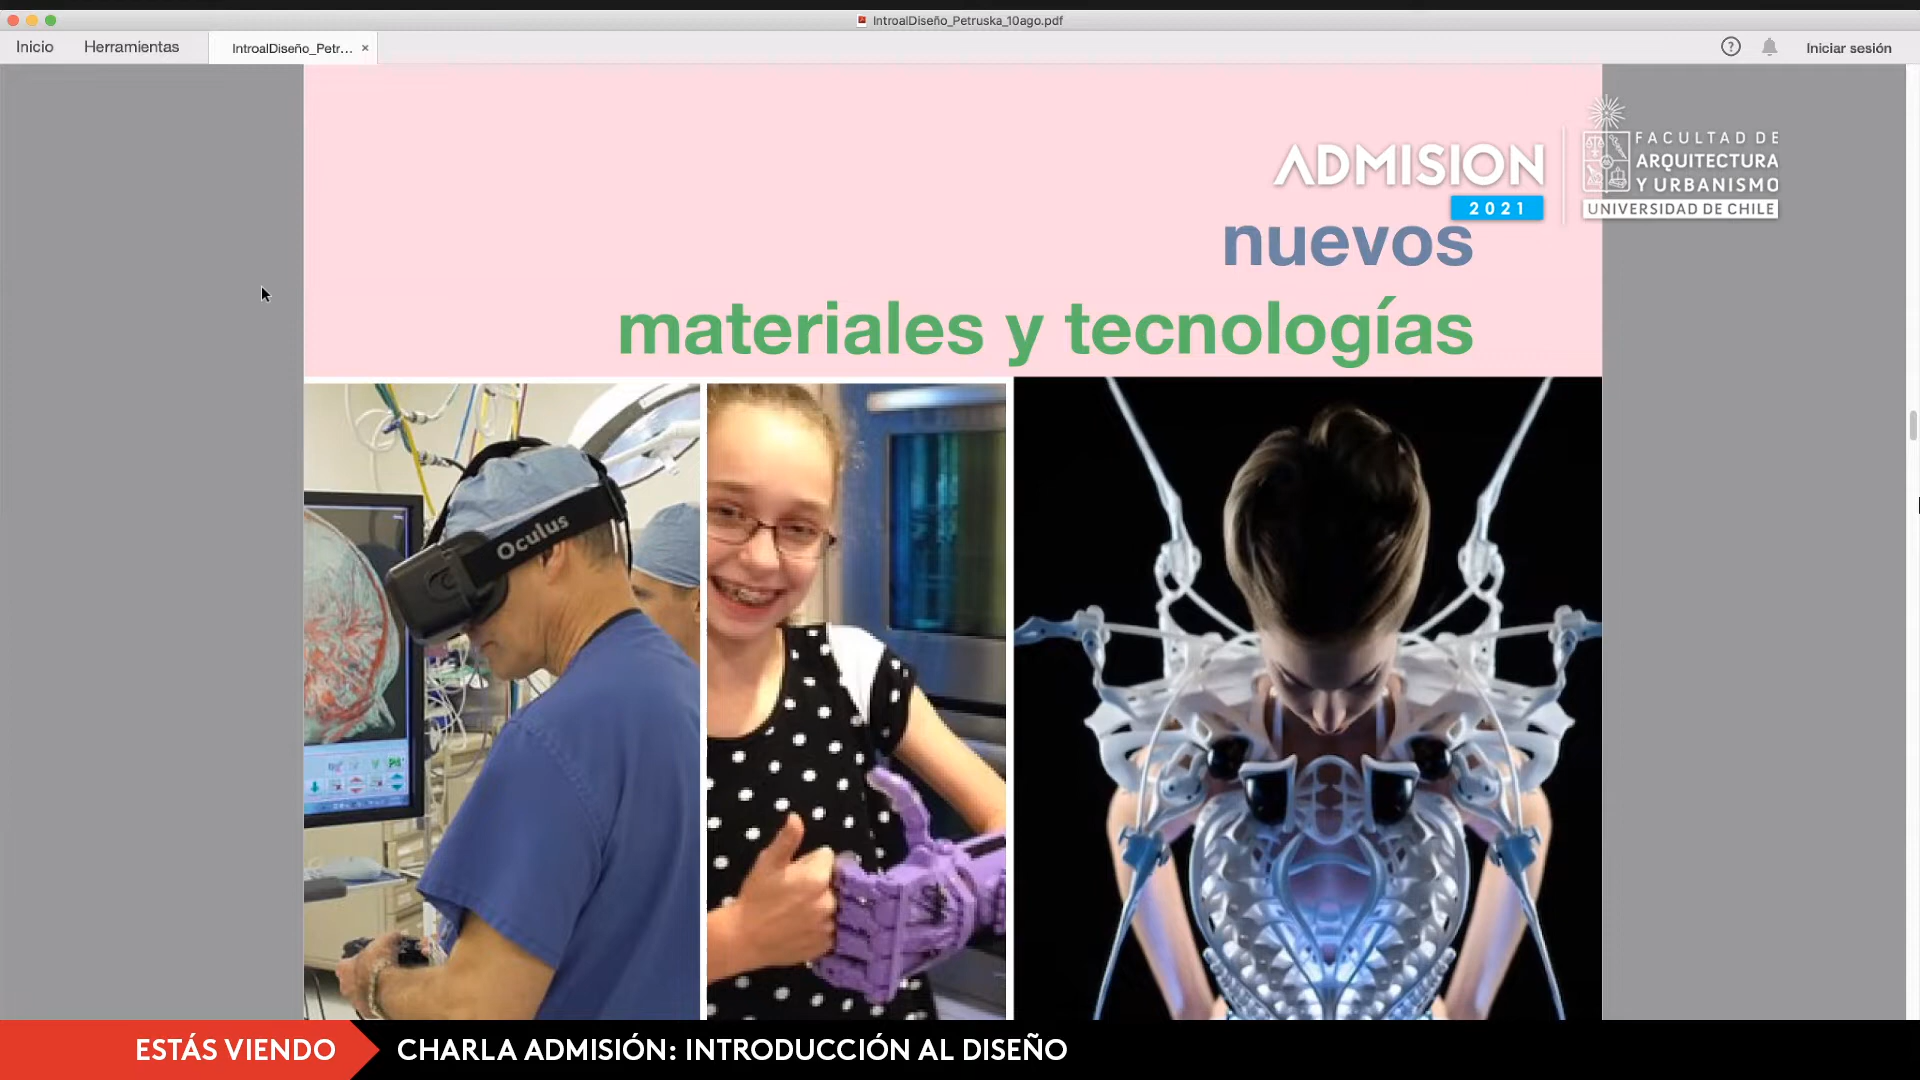 IntroalDiseño_Petruska_10ago.pdf
Inicio
Herramientas
IntroalDiseño_Petr... ×
?
Iniciar sesión
ADMISION
2021
FACULTAD DE
ARQUITECTURA
Y URBANISMO
UNIVERSIDAD DE CHILE
nuevos
materiales y tecnologías
Oculus
ESTÁS VIENDO
CHARLA ADMISIÓN: INTRODUCCIÓN AL DISEÑO